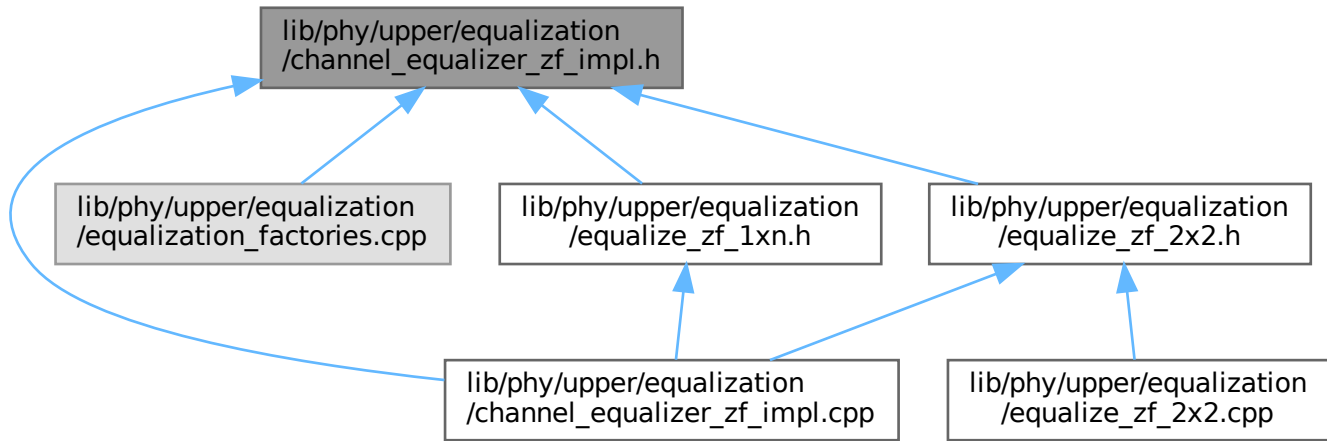 lib/phy/upper/equalization
/channel_equalizer_zf_impl.h
lib/phy/upper/equalization
/equalization_factories.cpp
lib/phy/upper/equalization
/equalize_zf_1xn.h
lib/phy/upper/equalization
/equalize_zf_2x2.h
lib/phy/upper/equalization
/channel_equalizer_zf_impl.cpp
lib/phy/upper/equalization
/equalize_zf_2x2.cpp